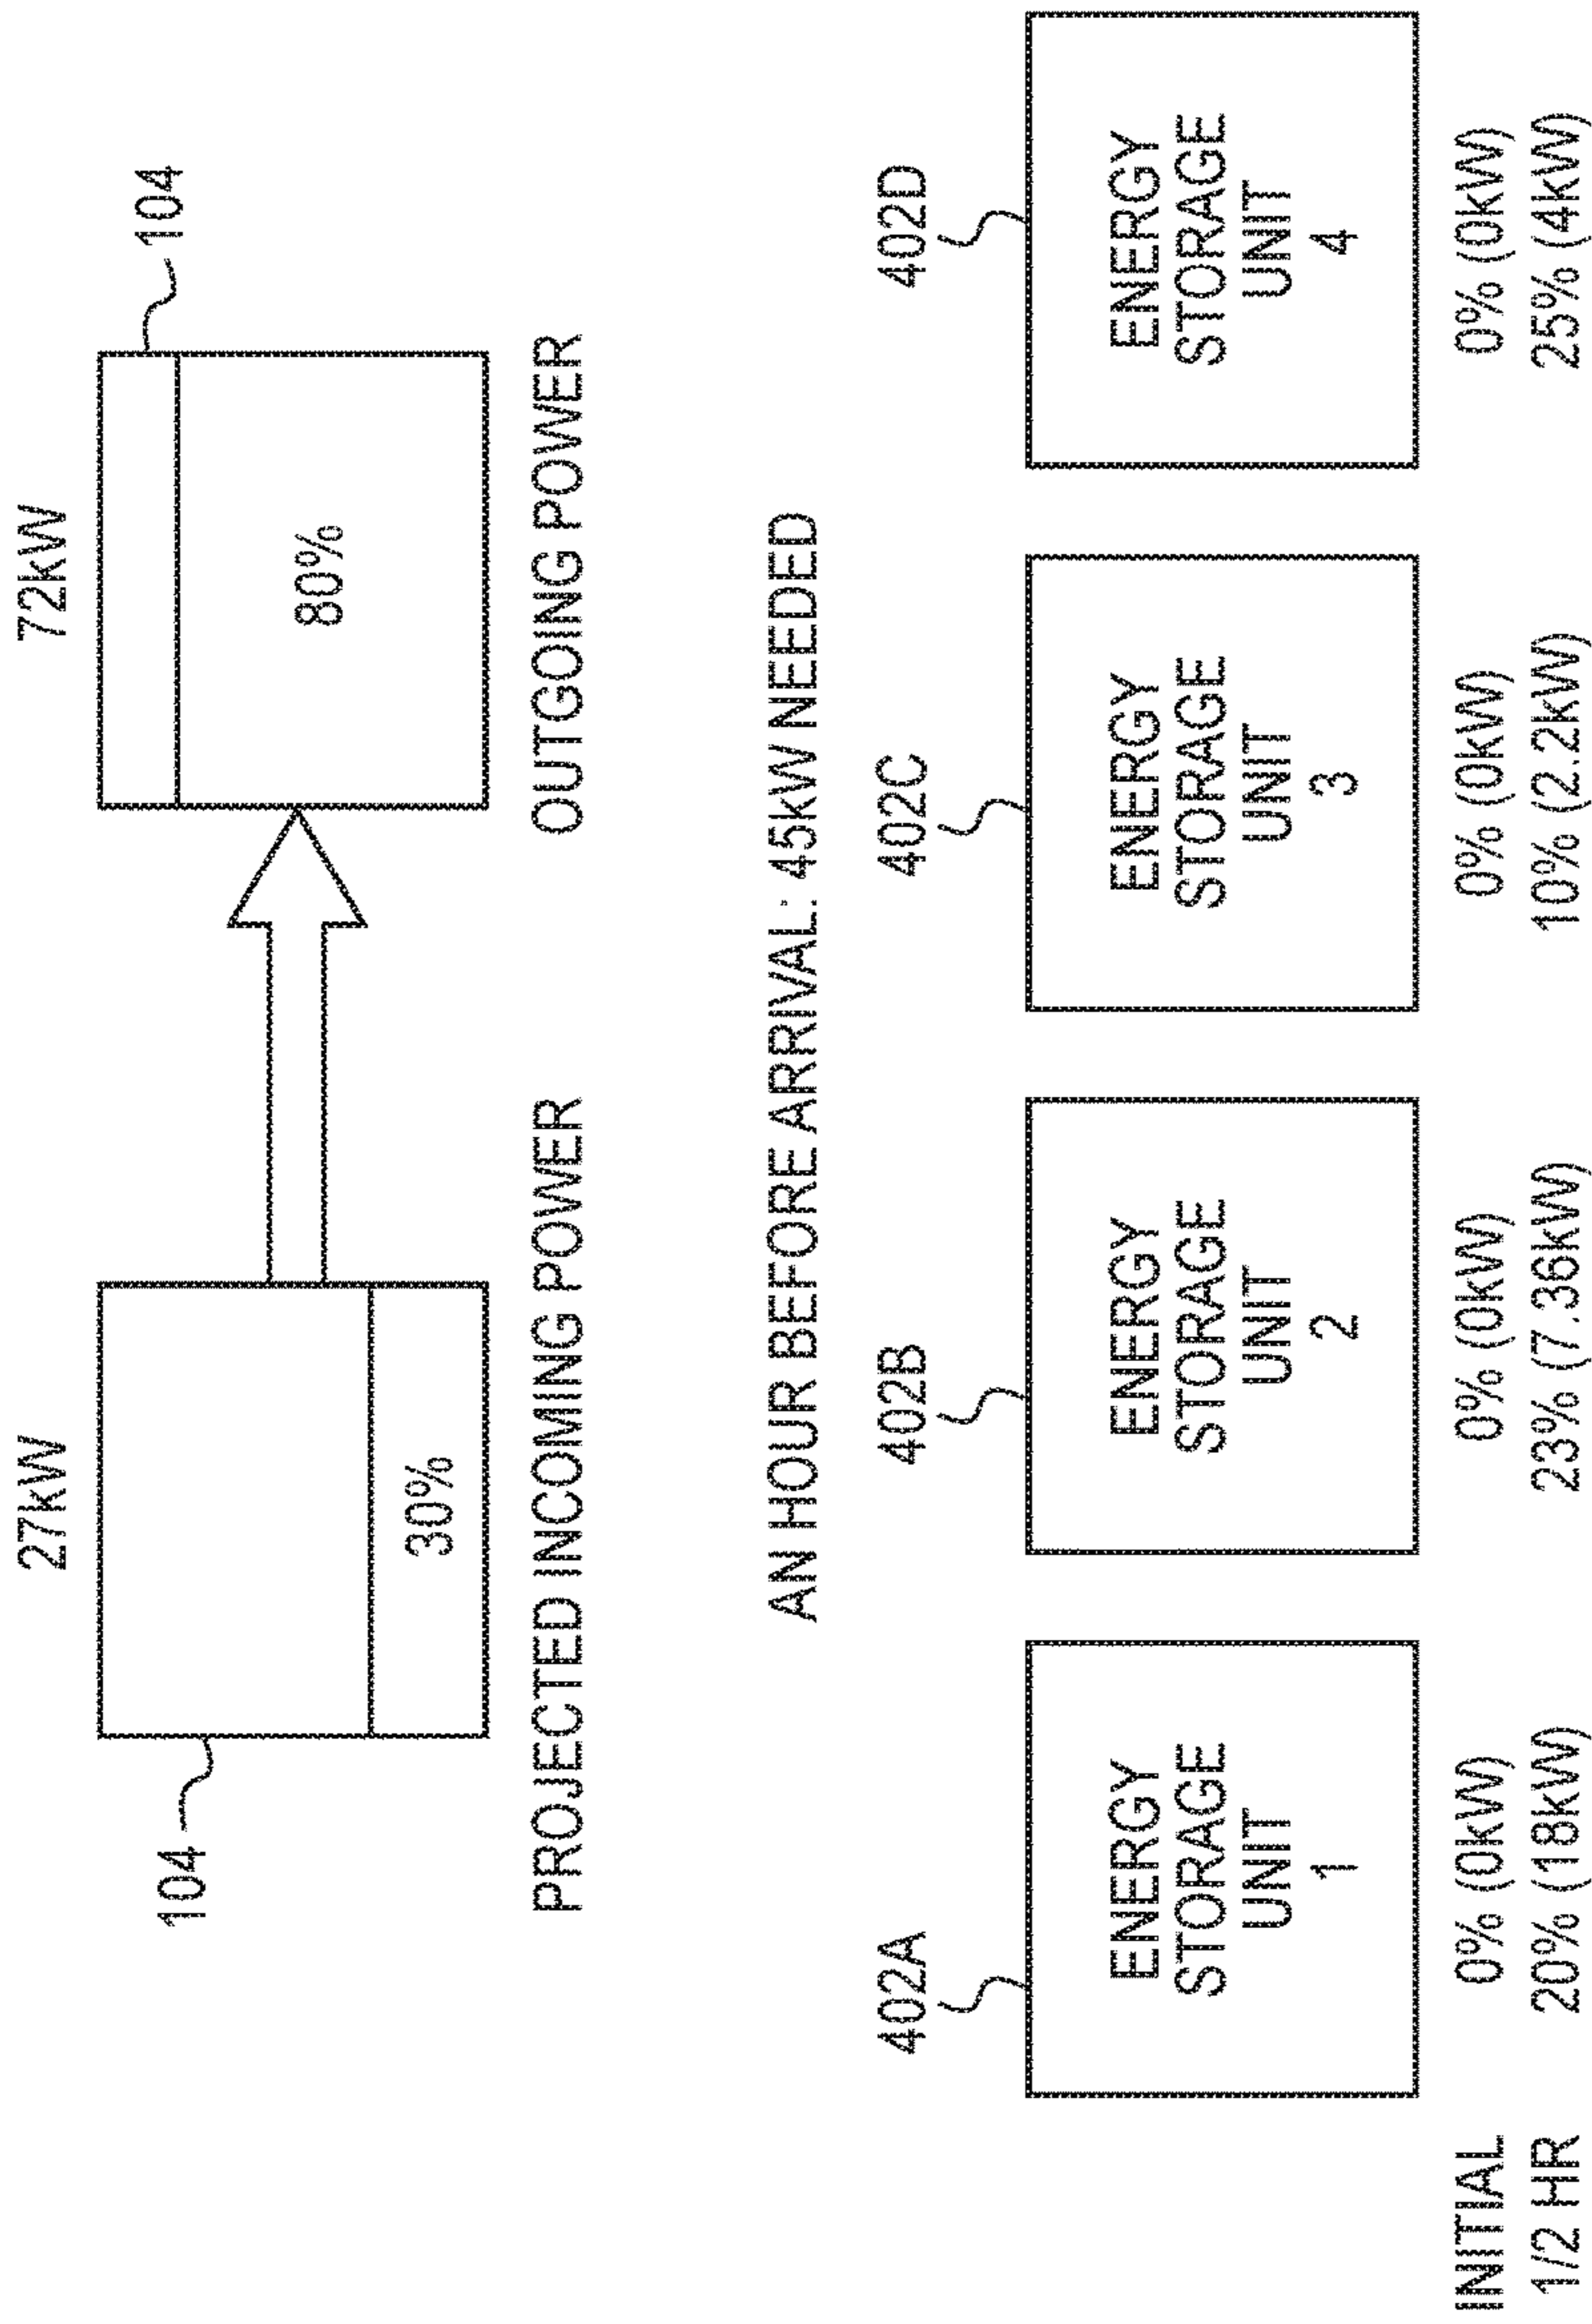 27kW
72kW
104
30%
80%
104
PROJECTED INCOMING POWER
OUTGOING POWER
AN HOUR BEFORE ARRIVAL: 45kW NEEDED
402A
402B
402C
402D
ENERGY
STORAGE
UNIT
1
ENERGY
STORAGE
UNIT
2
ENERGY
STORAGE
UNIT
3
ENERGY
STORAGE
UNIT
4
INITIAL 0% (0kW) 0% (0kW) 0% (0kW) 0% (0kW)
1/2 HR 20% (18kW) 23% (7.36kW) 10% (2.2kW) 25% (4kW)